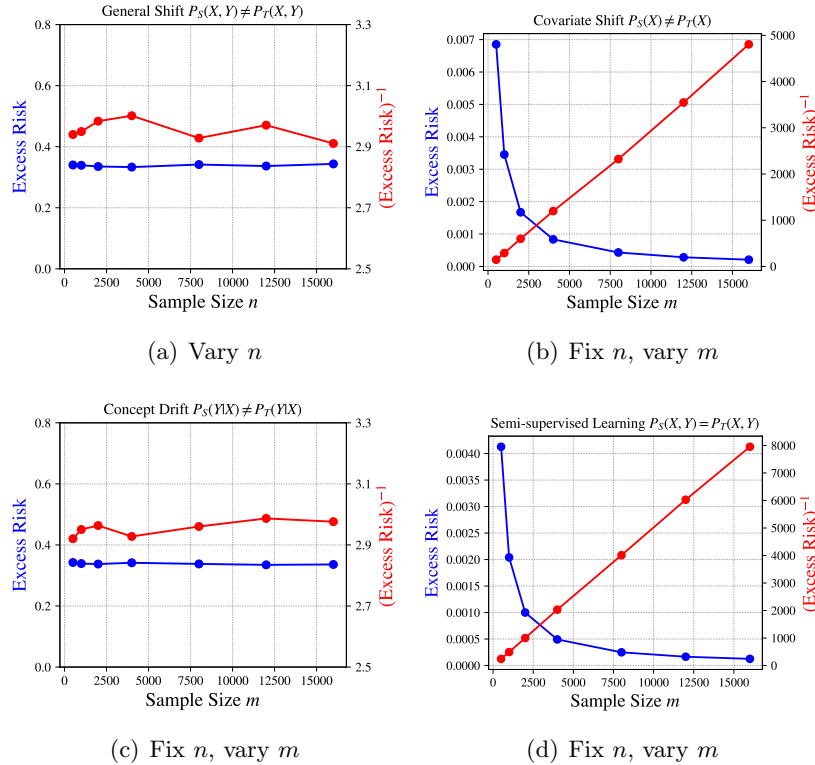 General Shift P_S(X, Y) ≠ P_T(X, Y)
0.8
0.6
0.4
0.2
0.0
Excess Risk
3.3
3.1
2.9
2.7
2.5
(Excess Risk)⁻¹
0 2500 5000 7500 10000 12500 15000
Sample Size n
(a) Vary n
Covariate Shift P_S(X) ≠ P_T(X)
0.007
0.006
0.005
0.004
0.003
0.002
0.001
0.000
Excess Risk
5000
4000
3000
2000
1000
0
(Excess Risk)⁻¹
0 2500 5000 7500 10000 12500 15000
Sample Size m
(b) Fix n, vary m
Concept Drift P_S(Y|X) ≠ P_T(Y|X)
0.8
0.6
0.4
0.2
0.0
Excess Risk
3.3
3.1
2.9
2.7
2.5
(Excess Risk)⁻¹
0 2500 5000 7500 10000 12500 15000
Sample Size m
(c) Fix n, vary m
Semi-supervised Learning P_S(X, Y) = P_T(X, Y)
0.0040
0.0035
0.0030
0.0025
0.0020
0.0015
0.0010
0.0005
0.0000
Excess Risk
8000
7000
6000
5000
4000
3000
2000
1000
0
(Excess Risk)⁻¹
0 2500 5000 7500 10000 12500 15000
Sample Size m
(d) Fix n, vary m